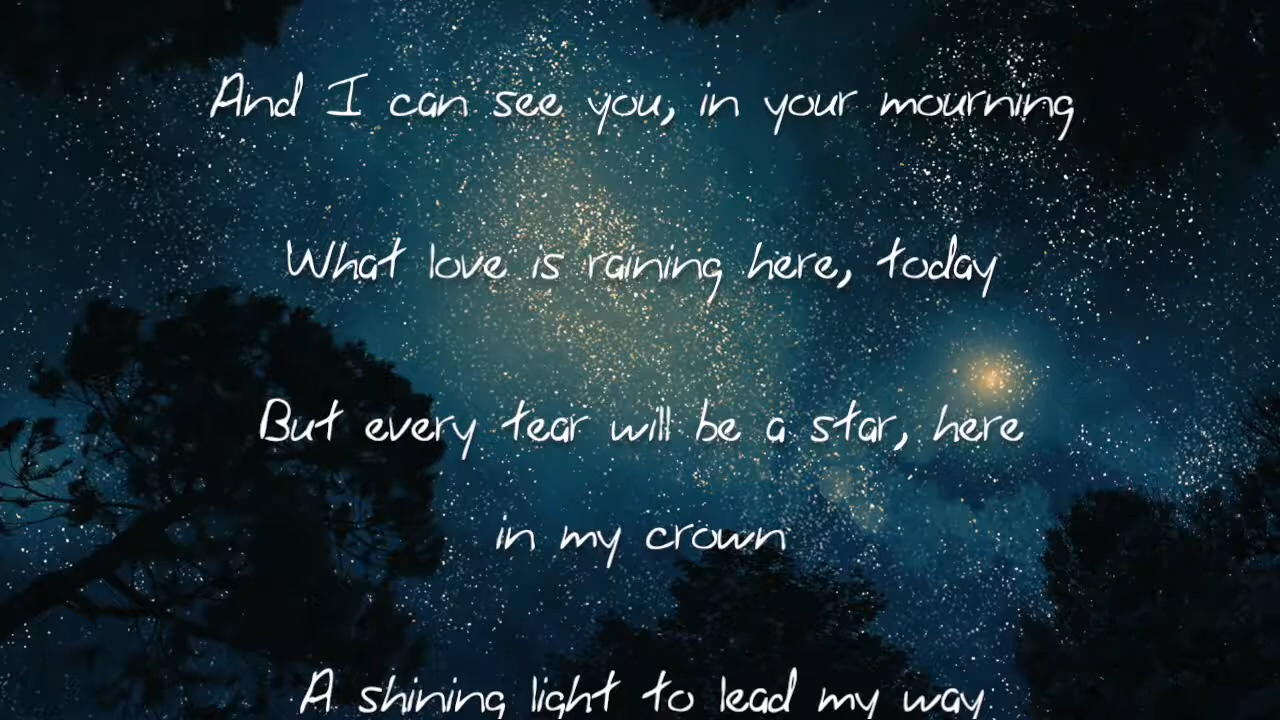 And I can see you, in your mourning
What love is raining here, today
But every tear will be a star, here
in my crown
A shining light to lead my way